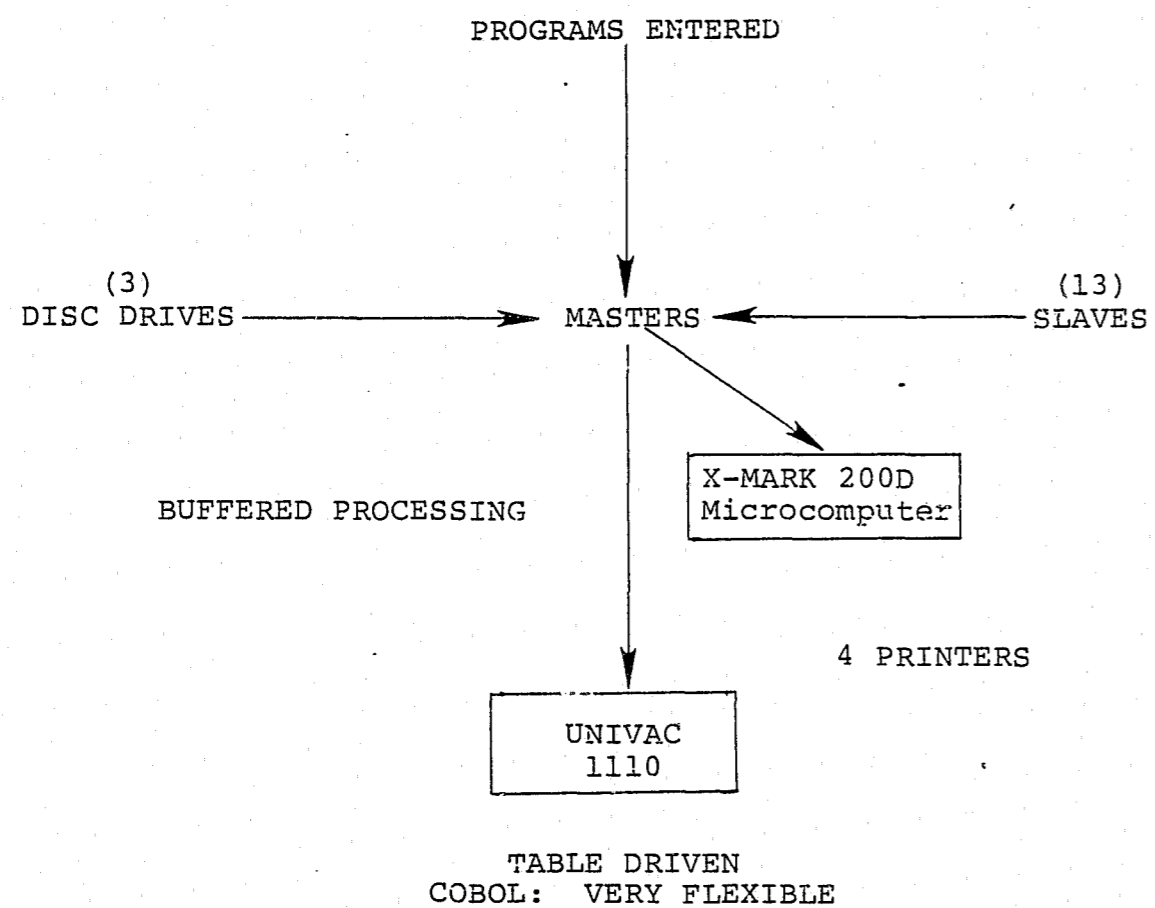 PROGRAMS ENTERED
(3)
DISC DRIVES
MASTERS
(13)
SLAVES
X-MARK 200D
Microcomputer
BUFFERED PROCESSING
4 PRINTERS
UNIVAC
1110
TABLE DRIVEN
COBOL: VERY FLEXIBLE